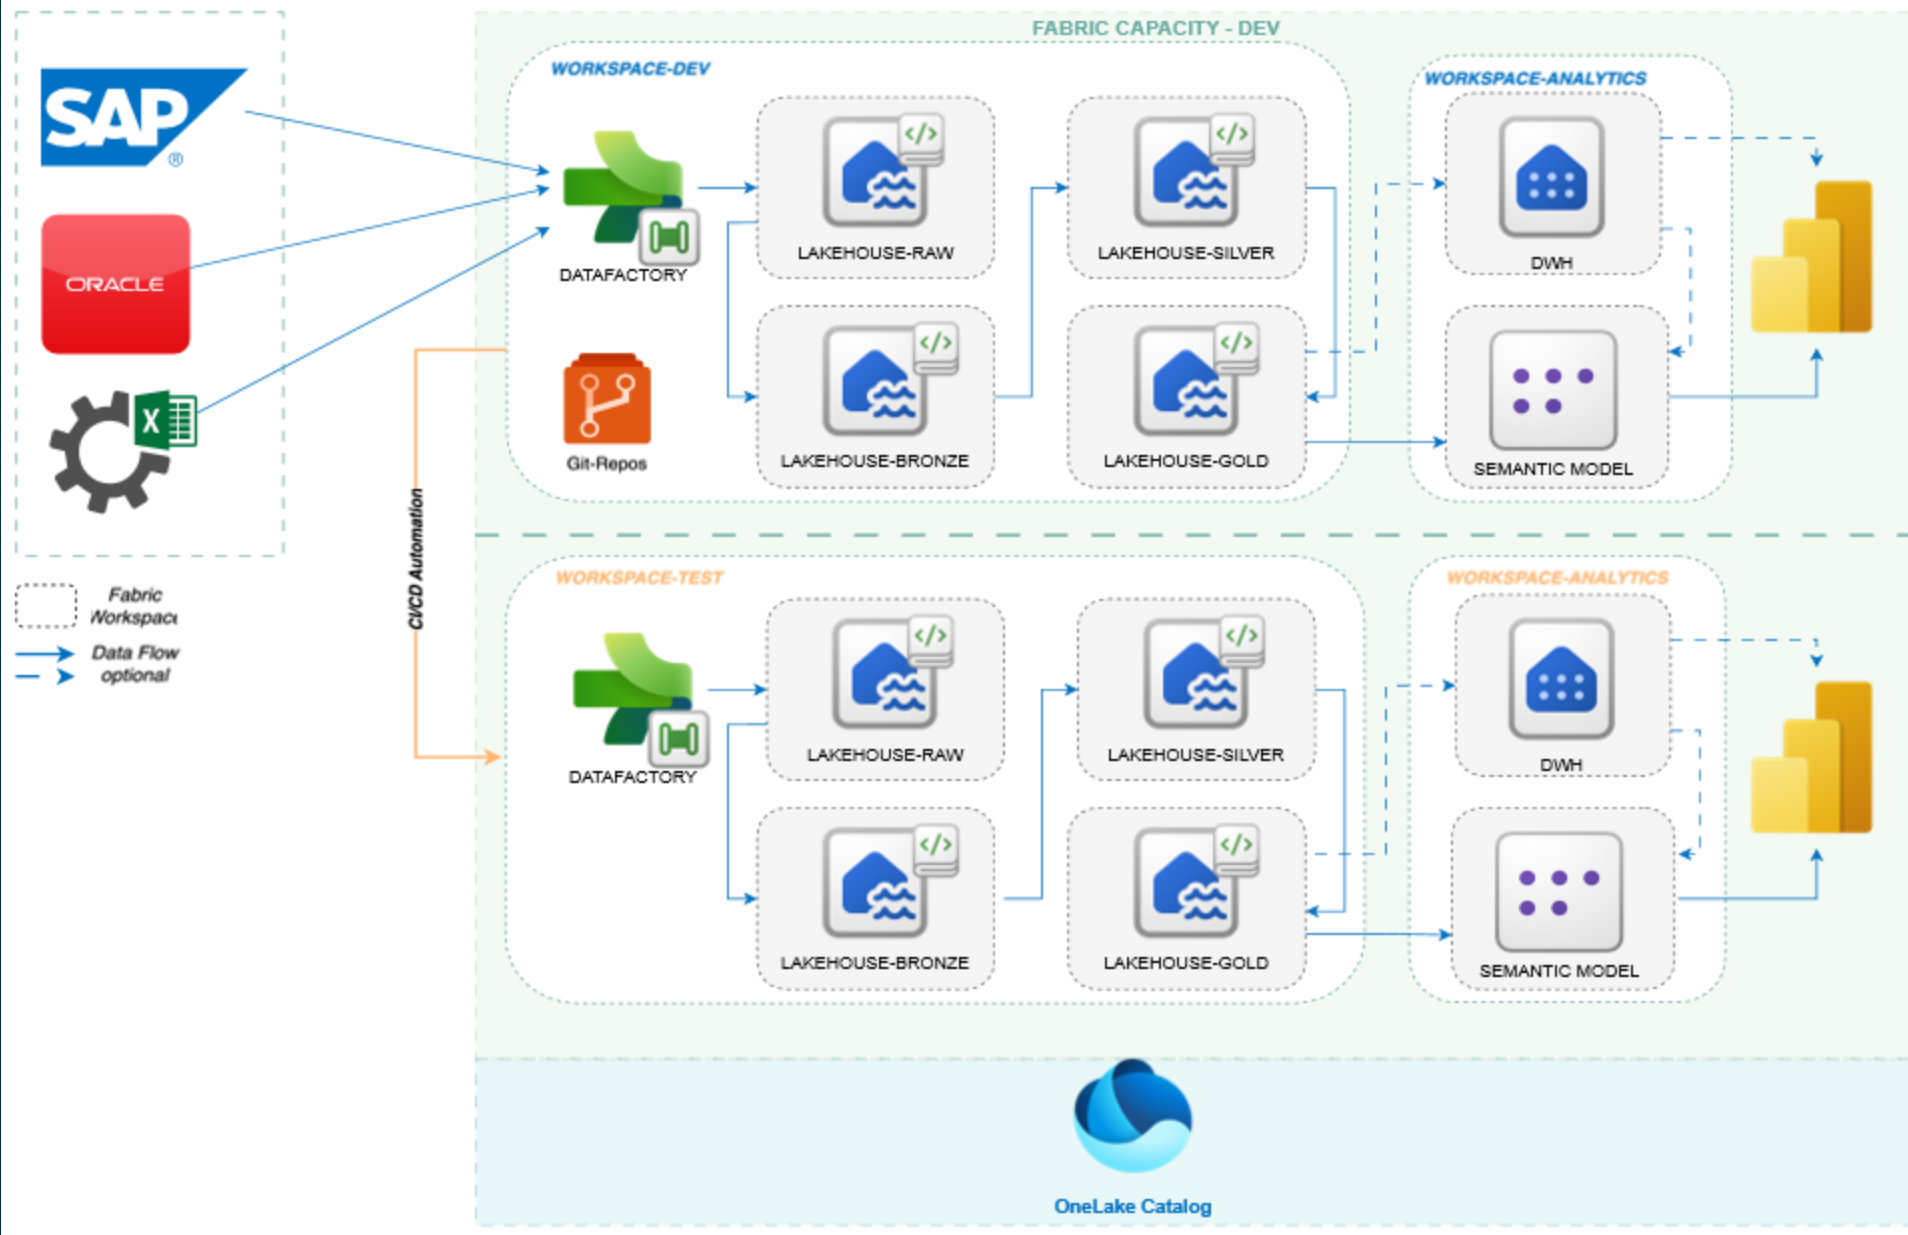 SAP
®
ORACLE
X
Fabric
Workspace
Data Flow
optional
CI/CD Automation
FABRIC CAPACITY - DEV
WORKSPACE-DEV
DATAFACTORY
Git-Repos
</>
LAKEHOUSE-RAW
</>
LAKEHOUSE-SILVER
</>
LAKEHOUSE-BRONZE
</>
LAKEHOUSE-GOLD
WORKSPACE-ANALYTICS
DWH
SEMANTIC MODEL
WORKSPACE-TEST
DATAFACTORY
</>
LAKEHOUSE-RAW
</>
LAKEHOUSE-SILVER
</>
LAKEHOUSE-BRONZE
</>
LAKEHOUSE-GOLD
WORKSPACE-ANALYTICS
DWH
SEMANTIC MODEL
OneLake Catalog